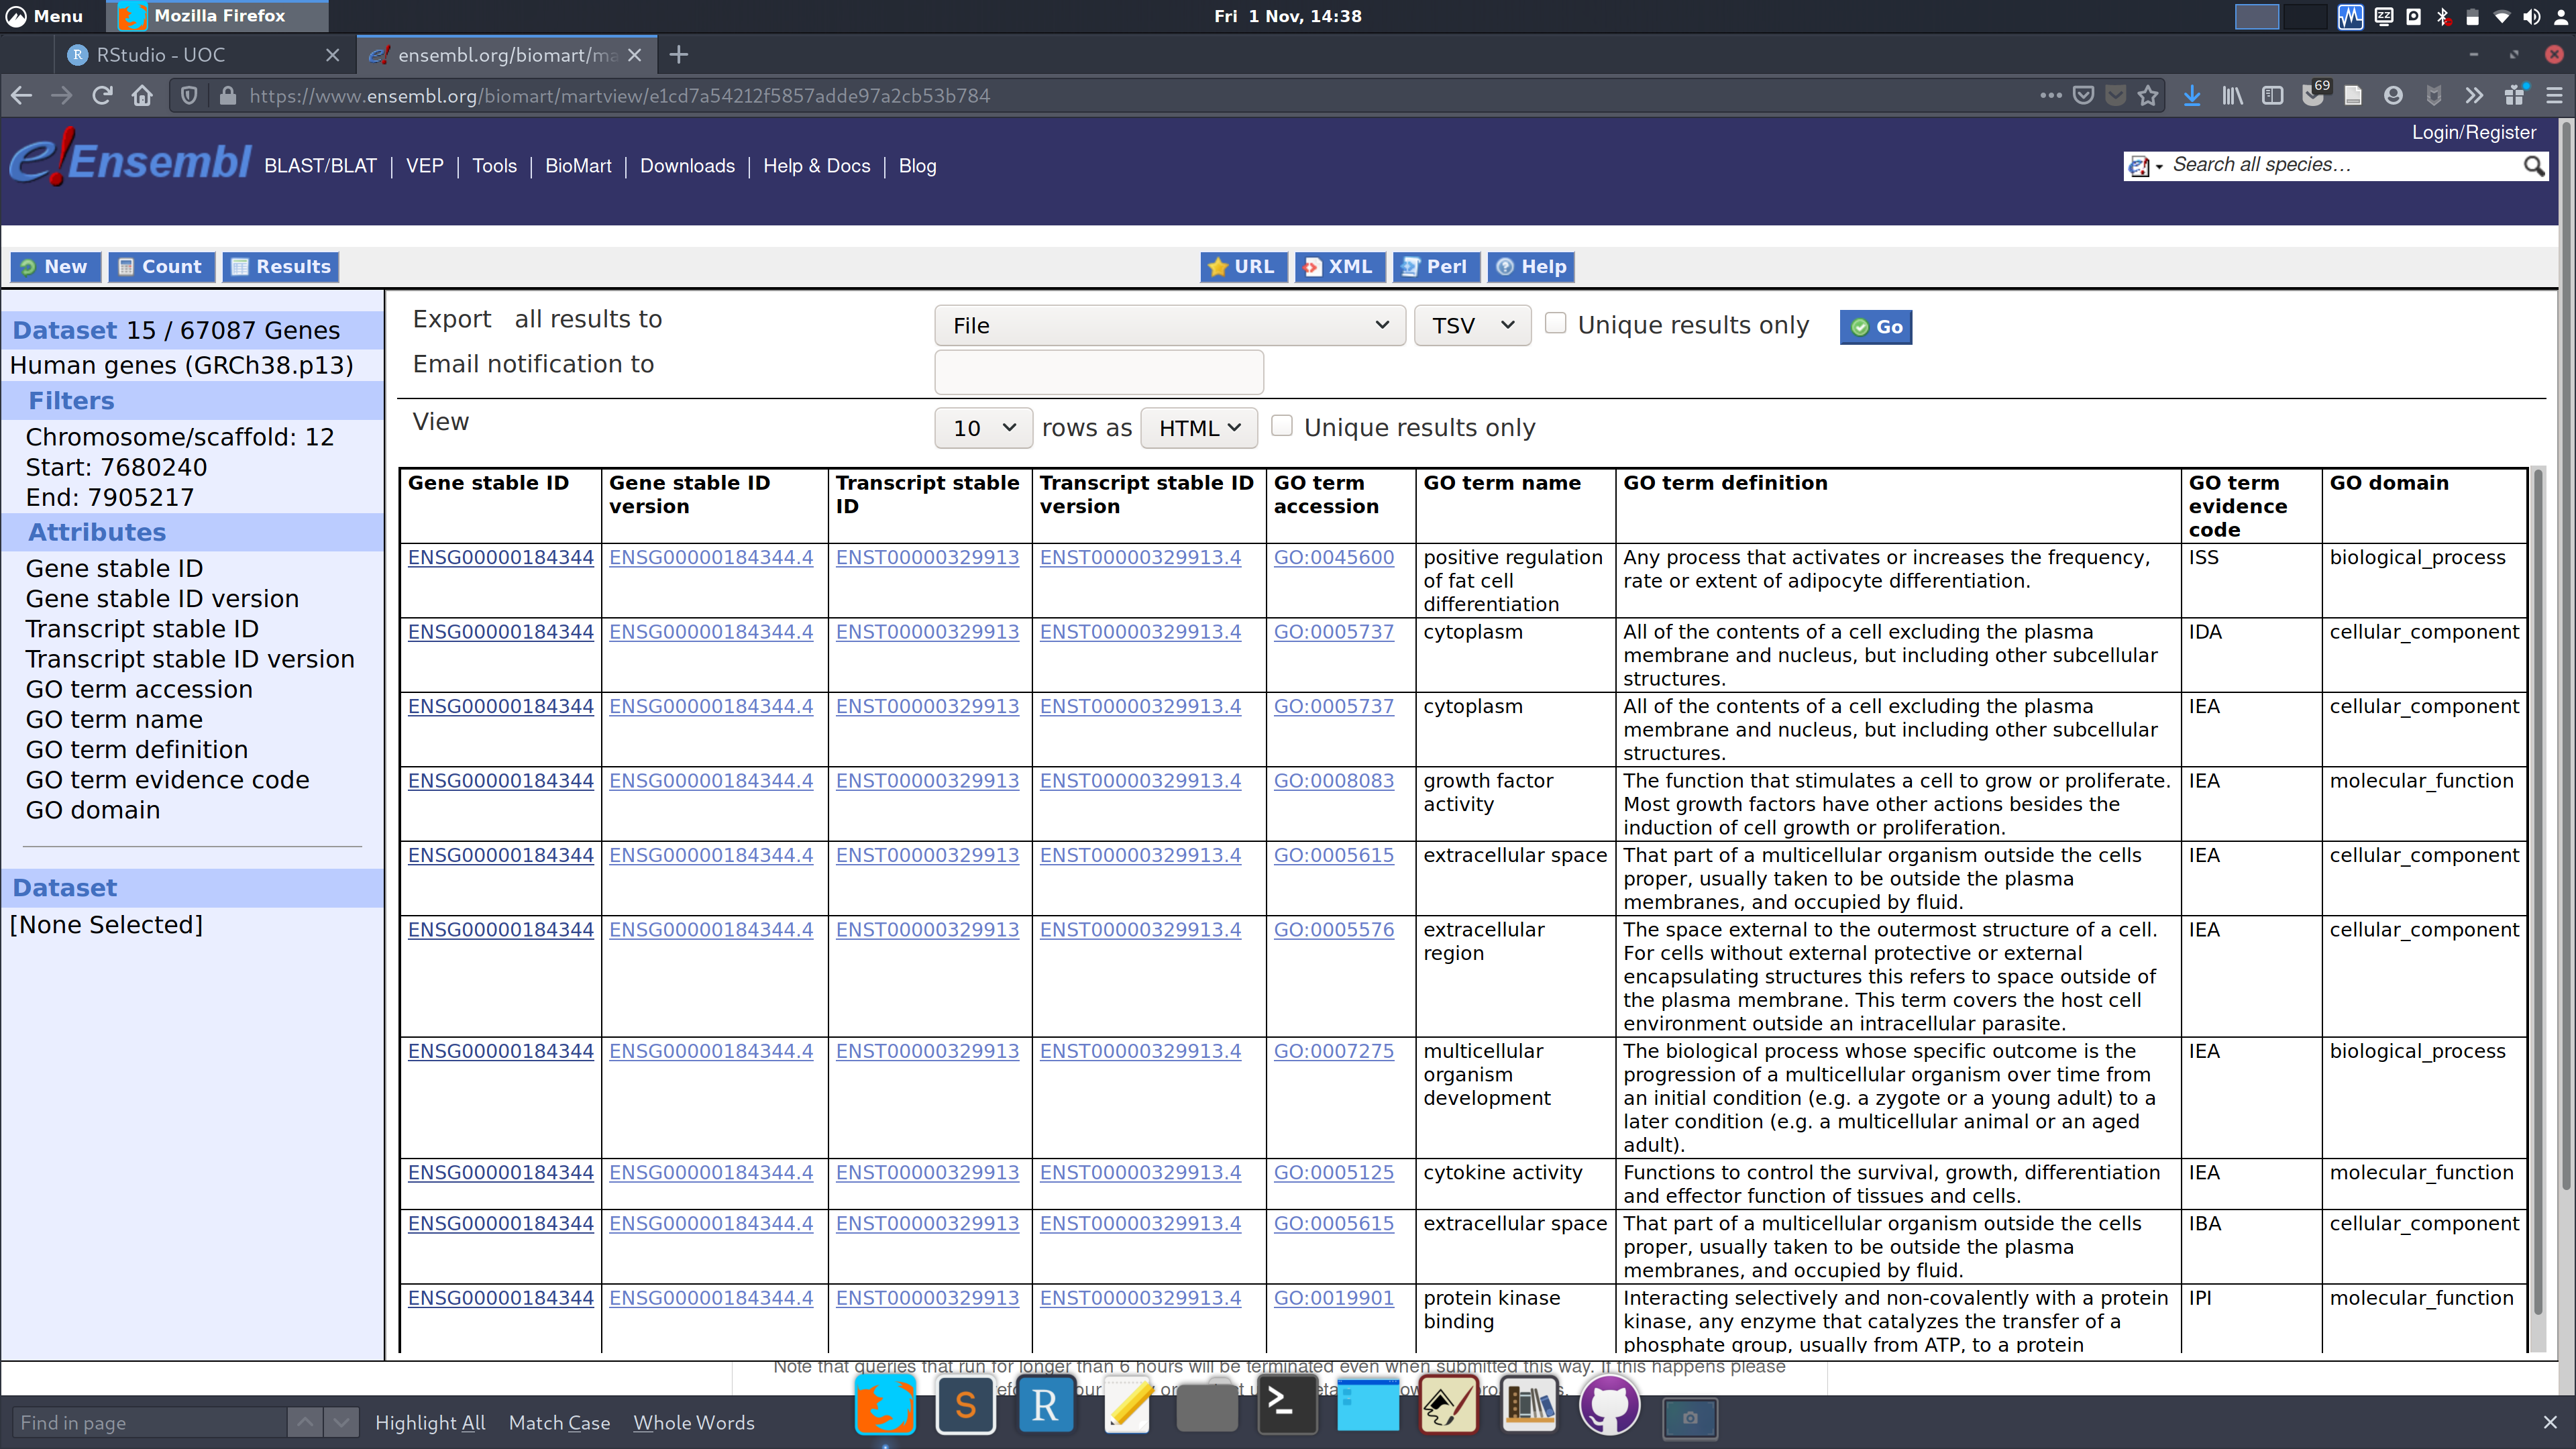 Menu
Mozilla Firefox
Fri 1 Nov, 14:38
RStudio - UOC
ensembl.org/biomart/ma
https://www.ensembl.org/biomart/martview/e1cd7a54212f5857adde97a2cb53b784
69
Login/Register
e!Ensembl
BLAST/BLAT | VEP | Tools | BioMart | Downloads | Help & Docs | Blog
Search all species...
New Count Results
URL XML Perl Help
Dataset 15 / 67087 Genes
Human genes (GRCh38.p13)
Filters
Chromosome/scaffold: 12
Start: 7680240
End: 7905217
Attributes
Gene stable ID
Gene stable ID version
Transcript stable ID
Transcript stable ID version
GO term accession
GO term name
GO term definition
GO term evidence code
GO domain
Dataset
[None Selected]
Export all results to File TSV Unique results only Go
Email notification to
View 10 rows as HTML Unique results only
Gene stable ID
Gene stable ID
version
Transcript stable
ID
Transcript stable ID
version
GO term
accession
GO term name
GO term definition
GO term
evidence
code
GO domain
ENSG00000184344 ENSG00000184344.4 ENST00000329913 ENST00000329913.4 GO:0045600
positive regulation
of fat cell
differentiation
Any process that activates or increases the frequency,
rate or extent of adipocyte differentiation.
ISS
biological_process
ENSG00000184344 ENSG00000184344.4 ENST00000329913 ENST00000329913.4 GO:0005737
cytoplasm
All of the contents of a cell excluding the plasma
membrane and nucleus, but including other subcellular
structures.
IDA
cellular_component
ENSG00000184344 ENSG00000184344.4 ENST00000329913 ENST00000329913.4 GO:0005737
cytoplasm
All of the contents of a cell excluding the plasma
membrane and nucleus, but including other subcellular
structures.
IEA
cellular_component
ENSG00000184344 ENSG00000184344.4 ENST00000329913 ENST00000329913.4 GO:0008083
growth factor
activity
The function that stimulates a cell to grow or proliferate.
Most growth factors have other actions besides the
induction of cell growth or proliferation.
IEA
molecular_function
ENSG00000184344 ENSG00000184344.4 ENST00000329913 ENST00000329913.4 GO:0005615
extracellular space
That part of a multicellular organism outside the cells
proper, usually taken to be outside the plasma
membranes, and occupied by fluid.
IEA
cellular_component
ENSG00000184344 ENSG00000184344.4 ENST00000329913 ENST00000329913.4 GO:0005576
extracellular
region
The space external to the outermost structure of a cell.
For cells without external protective or external
encapsulating structures this refers to space outside of
the plasma membrane. This term covers the host cell
environment outside an intracellular parasite.
IEA
cellular_component
ENSG00000184344 ENSG00000184344.4 ENST00000329913 ENST00000329913.4 GO:0007275
multicellular
organism
development
The biological process whose specific outcome is the
progression of a multicellular organism over time from
an initial condition (e.g. a zygote or a young adult) to a
later condition (e.g. a multicellular animal or an aged
adult).
IEA
biological_process
ENSG00000184344 ENSG00000184344.4 ENST00000329913 ENST00000329913.4 GO:0005125
cytokine activity
Functions to control the survival, growth, differentiation
and effector function of tissues and cells.
IEA
molecular_function
ENSG00000184344 ENSG00000184344.4 ENST00000329913 ENST00000329913.4 GO:0005615
extracellular space
That part of a multicellular organism outside the cells
proper, usually taken to be outside the plasma
membranes, and occupied by fluid.
IBA
cellular_component
ENSG00000184344 ENSG00000184344.4 ENST00000329913 ENST00000329913.4 GO:0019901
protein kinase
binding
Interacting selectively and non-covalently with a protein
kinase, any enzyme that catalyzes the transfer of a
phosphate group, usually from ATP, to a protein
IPI
molecular_function
Note that queries that run for longer than 6 hours will be terminated even when submitted this way. If this happens please
S
R
Find in page
Highlight All Match Case Whole Words